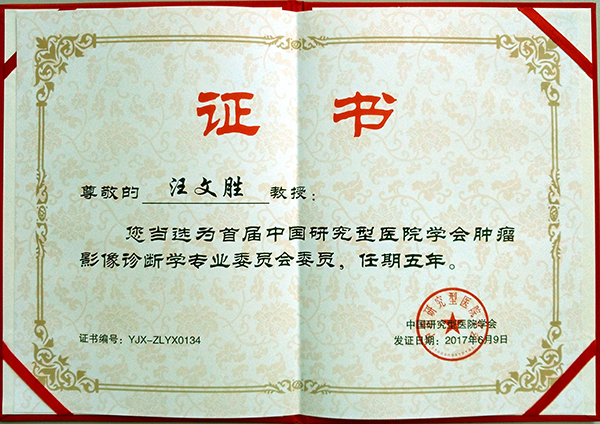 证书
尊敬的 汪文胜 教授：
您当选为首届中国研究型医院学会肿瘤
影像诊断学专业委员会委员，任期五年。
证书编号：YJX-ZLYX0134
中国研究型医院学会
发证日期：2017年6月9日